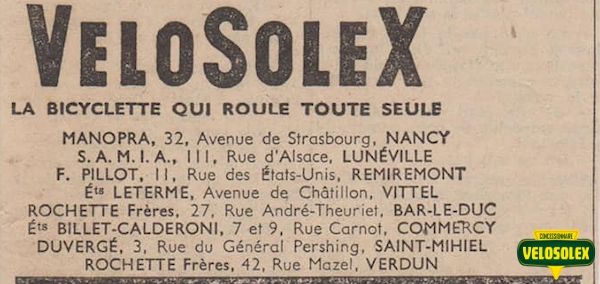 VELOSOLEX
LA BICYCLETTE QUI ROULE TOUTE SEULE
MANOPRA, 32, Avenue de Strasbourg, NANCY
S. A. M. I. A., 111, Rue d'Alsace, LUNÉVILLE
F. PILLOT, 11, Rue des États-Unis, REMIREMONT
Éts LETERME, Avenue de Châtillon, VITTEL
ROCHETTE Frères, 27, Rue André-Theuriet, BAR-LE-DUC
Éts BILLET-CALDERONI, 7 et 9, Rue Carnot, COMMERCY
DUVERGÉ, 3, Rue du Général Pershing, SAINT-MIHIEL
ROCHETTE Frères, 42, Rue Mazel, VERDUN
CONCESSIONNAIRE
VELOSOLEX